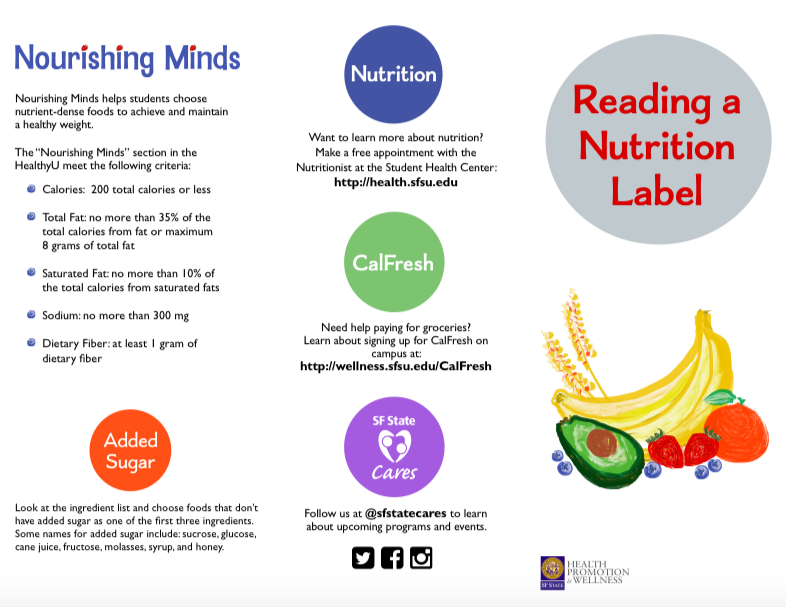 Nourishing Minds
Nourishing Minds helps students choose
nutrient-dense foods to achieve and maintain
a healthy weight.
The “Nourishing Minds” section in the
HealthyU meet the following criteria:
Calories: 200 total calories or less
Total Fat: no more than 35% of the
total calories from fat or maximum
8 grams of total fat
Saturated Fat: no more than 10% of
the total calories from saturated fats
Sodium: no more than 300 mg
Dietary Fiber: at least 1 gram of
dietary fiber
Added
Sugar
Look at the ingredient list and choose foods that don’t
have added sugar as one of the first three ingredients.
Some names for added sugar include: sucrose, glucose,
cane juice, fructose, molasses, syrup, and honey.
Nutrition
Want to learn more about nutrition?
Make a free appointment with the
Nutritionist at the Student Health Center:
http://health.sfsu.edu
CalFresh
Need help paying for groceries?
Learn about signing up for CalFresh on
campus at:
http://wellness.sfsu.edu/CalFresh
SF State
Cares
Follow us at @sfstatecares to learn
about upcoming programs and events.
Reading a
Nutrition
Label
SF STATE
HEALTH
PROMOTION
& WELLNESS